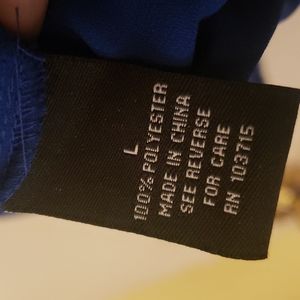 L
100% POLYESTER
MADE IN CHINA
SEE REVERSE
FOR CARE
RN 103715